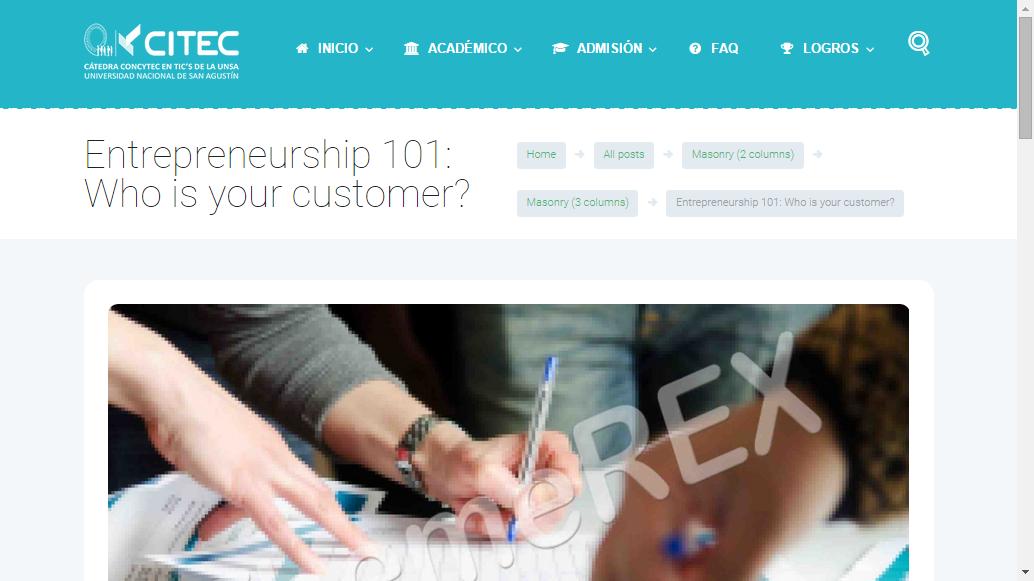 CITEC
CÁTEDRA CONCYTEC EN TIC'S DE LA UNSA
UNIVERSIDAD NACIONAL DE SAN AGUSTÍN
INICIO ACADÉMICO ADMISIÓN FAQ LOGROS
Entrepreneurship 101:
Who is your customer?
Home All posts Masonry (2 columns)
Masonry (3 columns) Entrepreneurship 101: Who is your customer?
emeREX